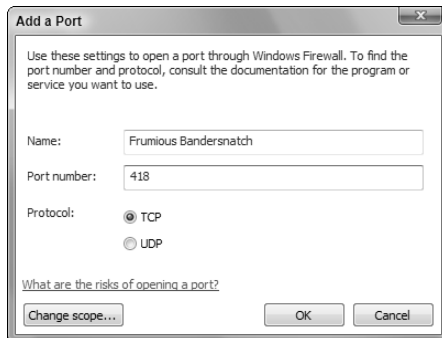 Add a Port
Use these settings to open a port through Windows Firewall. To find the
port number and protocol, consult the documentation for the program or
service you want to use.
Name: Frumious Bandersnatch
Port number: 418
Protocol: TCP
UDP
What are the risks of opening a port?
Change scope... OK Cancel